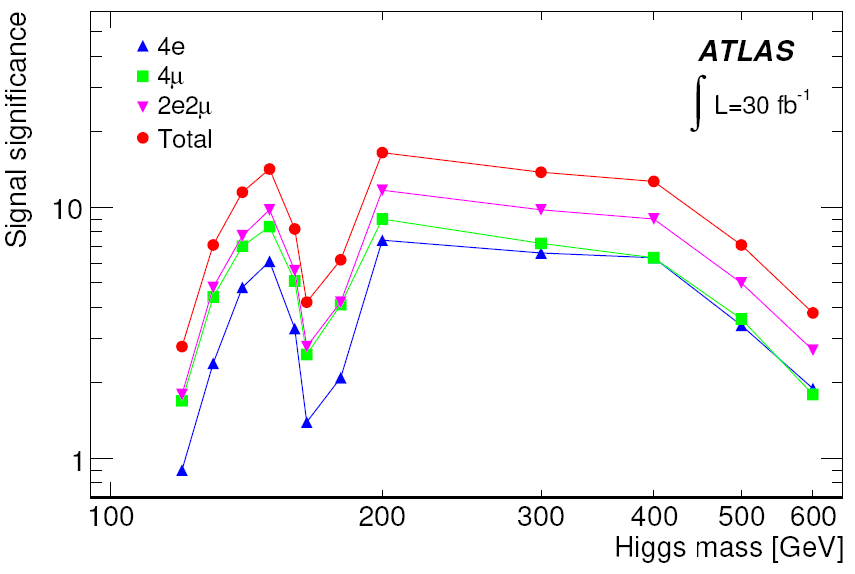 Signal significance
4e
4μ
2e2μ
Total
ATLAS
∫ L=30 fb⁻¹
10
1
100
200
300
400
500
600
Higgs mass [GeV]